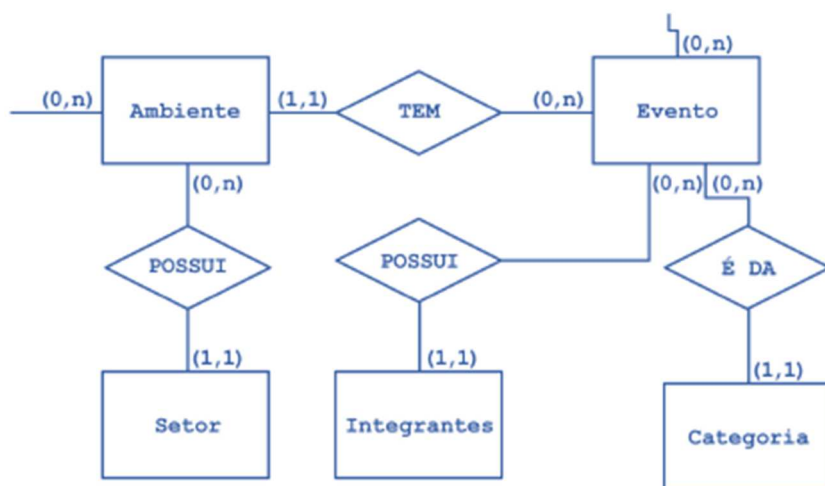 (0,n)
(0,n) Ambiente (1,1) TEM (0,n) Evento
(0,n) (0,n) (0,n)
POSSUI POSSUI É DA
(1,1) (1,1) (1,1)
Setor Integrantes Categoria